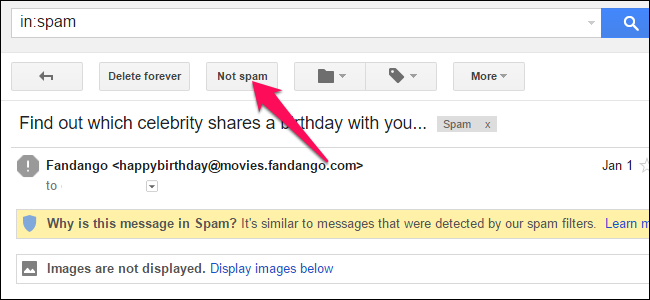 in:spam
Delete forever Not spam More
Find out which celebrity shares a birthday with you... Spam x
Fandango <happybirthday@movies.fandango.com> Jan 1
to
Why is this message in Spam? It's similar to messages that were detected by our spam filters. Learn m
Images are not displayed. Display images below